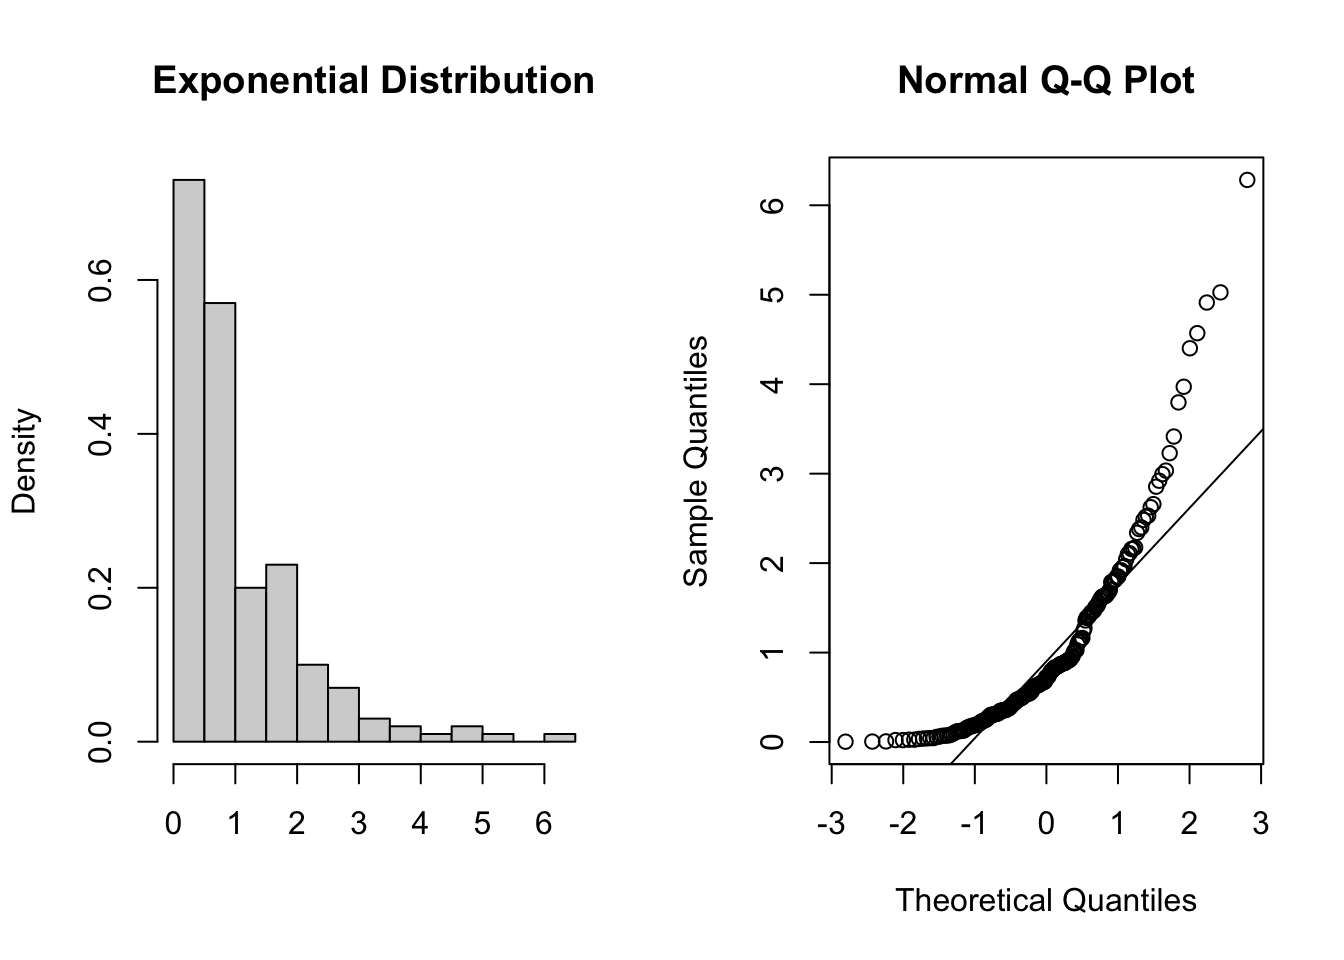 Exponential Distribution
Density
0.0
0.2
0.4
0.6
0 1 2 3 4 5 6
Normal Q-Q Plot
Sample Quantiles
0
1
2
3
4
5
6
-3 -2 -1 0 1 2 3
Theoretical Quantiles